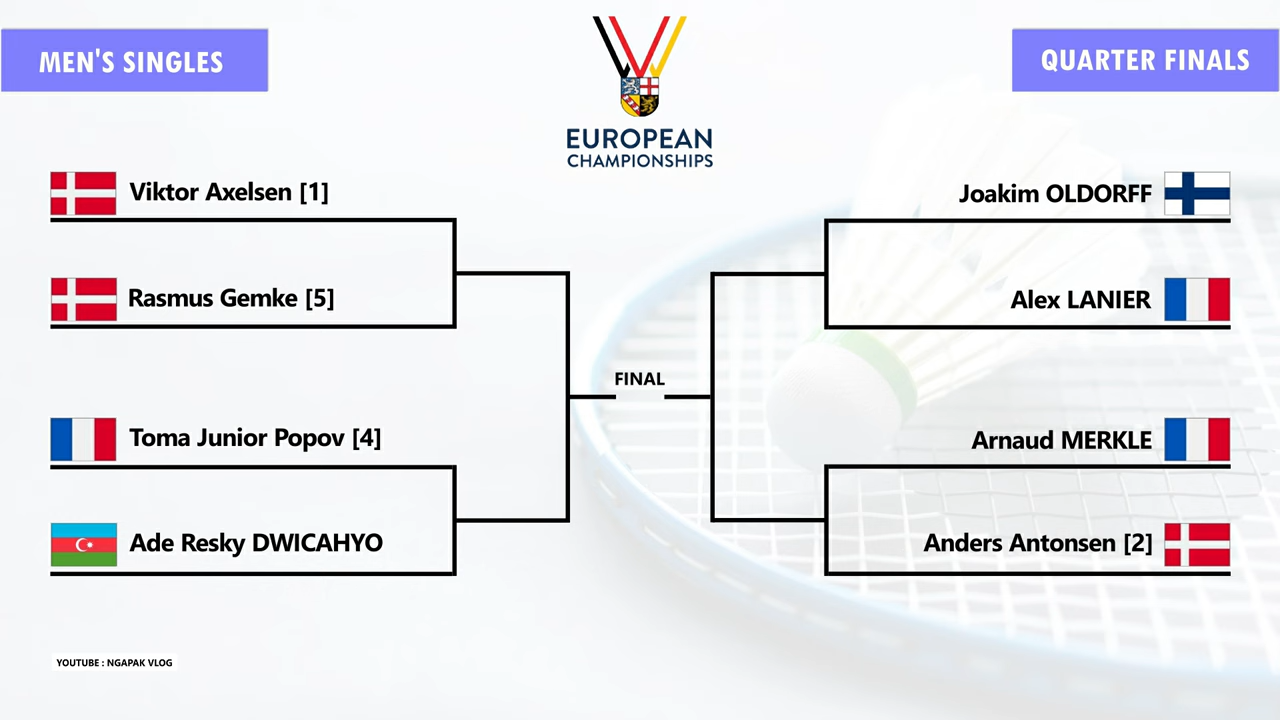 MEN'S SINGLES
QUARTER FINALS
EUROPEAN
CHAMPIONSHIPS
Viktor Axelsen [1]
Rasmus Gemke [5]
Toma Junior Popov [4]
Ade Resky DWICAHYO
FINAL
Joakim OLDORFF
Alex LANIER
Arnaud MERKLE
Anders Antonsen [2]
YOUTUBE : NGAPAK VLOG